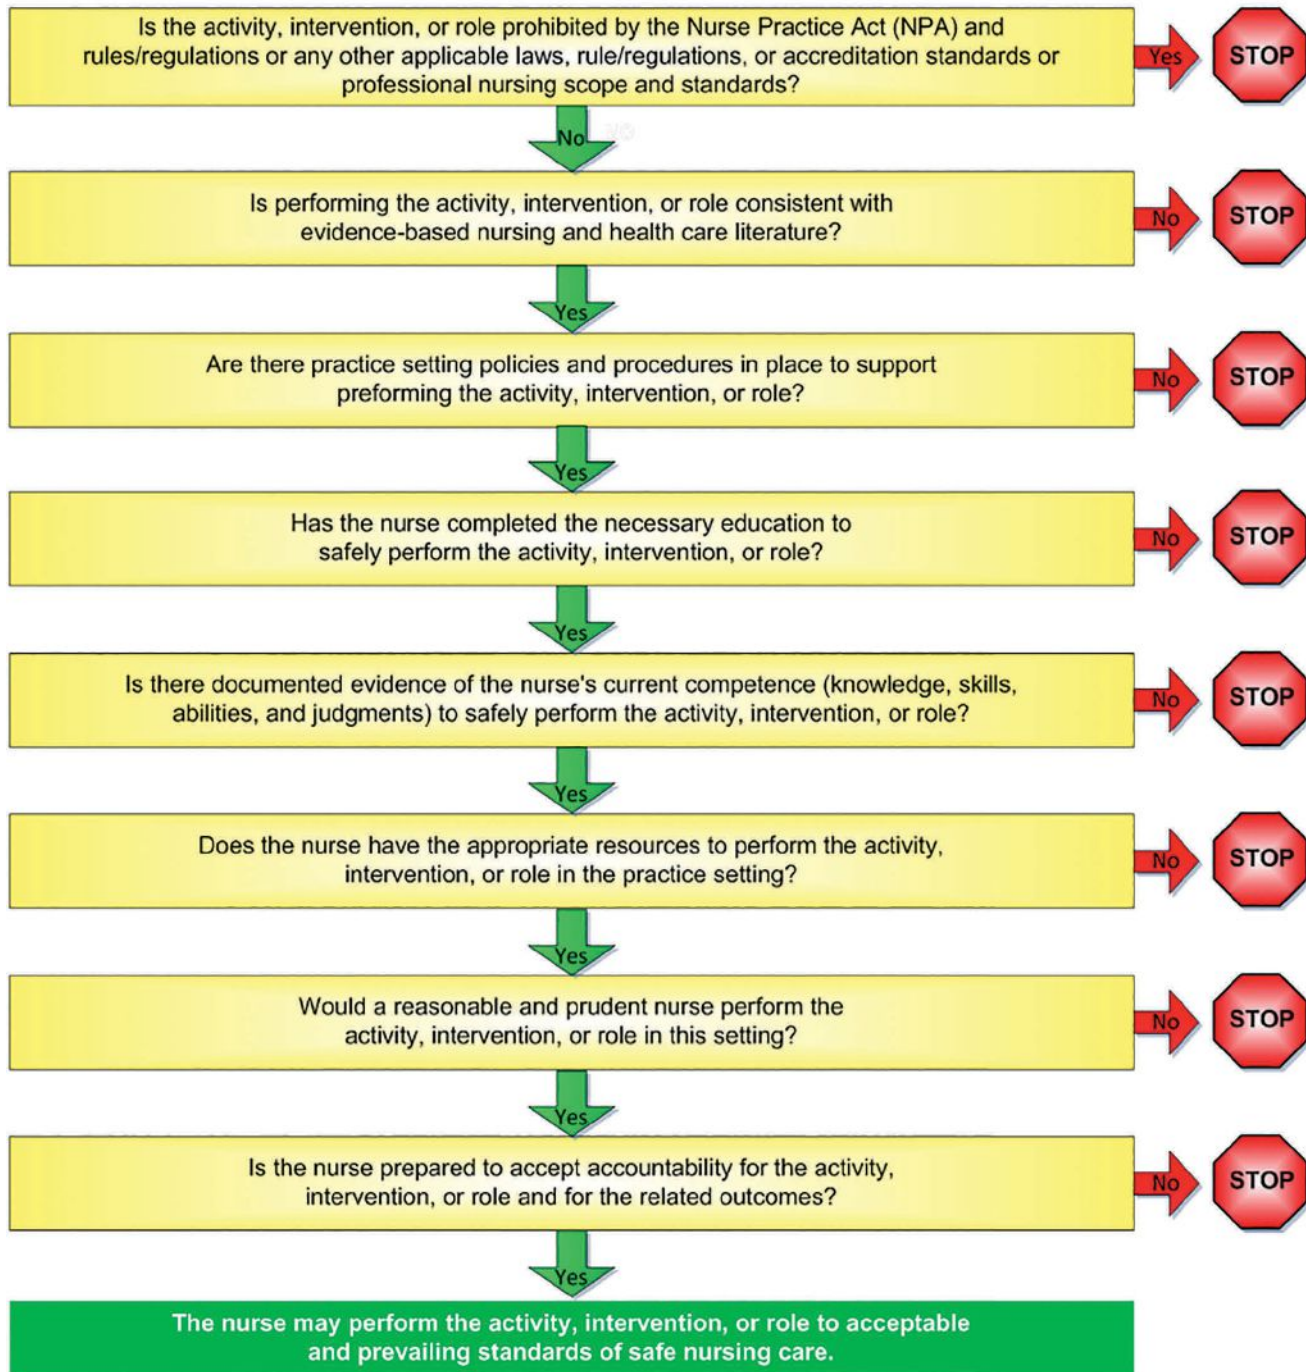 Is the activity, intervention, or role prohibited by the Nurse Practice Act (NPA) and
rules/regulations or any other applicable laws, rule/regulations, or accreditation standards or
professional nursing scope and standards?
Yes
STOP
No
Is performing the activity, intervention, or role consistent with
evidence-based nursing and health care literature?
No
STOP
Yes
Are there practice setting policies and procedures in place to support
preforming the activity, intervention, or role?
No
STOP
Yes
Has the nurse completed the necessary education to
safely perform the activity, intervention, or role?
No
STOP
Yes
Is there documented evidence of the nurse's current competence (knowledge, skills,
abilities, and judgments) to safely perform the activity, intervention, or role?
No
STOP
Yes
Does the nurse have the appropriate resources to perform the activity,
intervention, or role in the practice setting?
No
STOP
Yes
Would a reasonable and prudent nurse perform the
activity, intervention, or role in this setting?
No
STOP
Yes
Is the nurse prepared to accept accountability for the activity,
intervention, or role and for the related outcomes?
No
STOP
Yes
The nurse may perform the activity, intervention, or role to acceptable
and prevailing standards of safe nursing care.